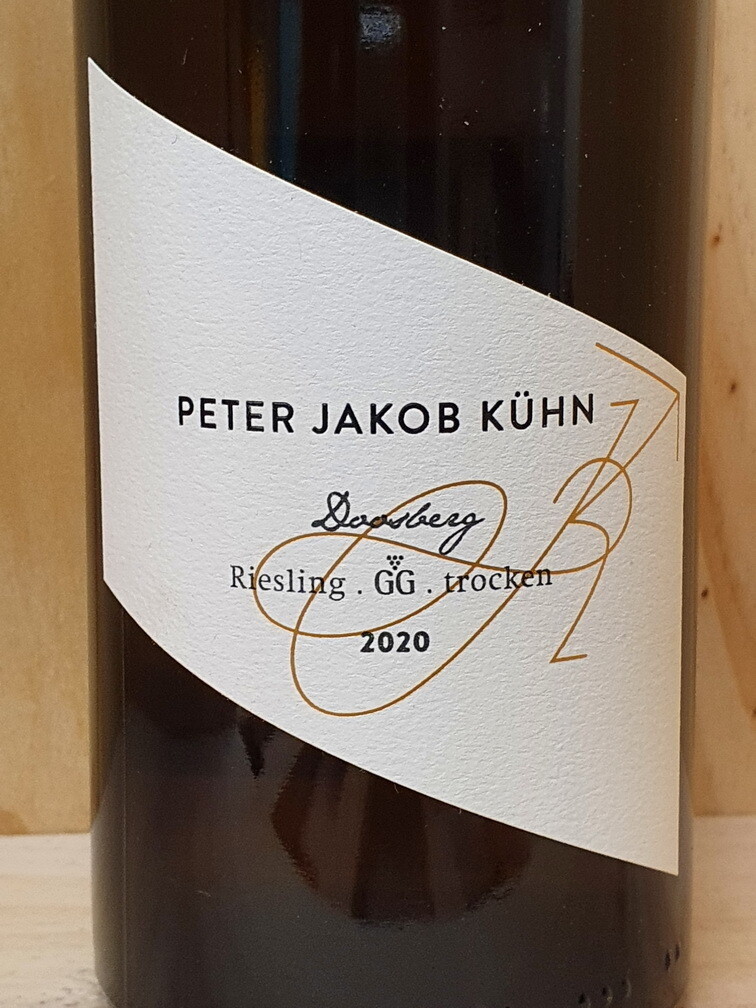 PETER JAKOB KÜHN
Doosberg
Riesling . GG . trocken
2020